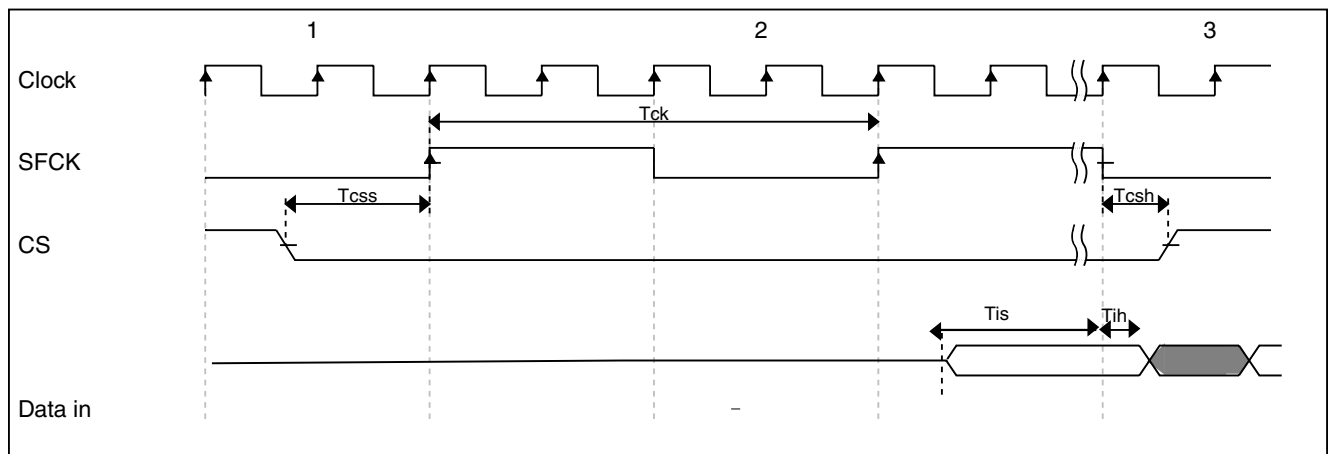 1 2 3
Clock
Tck
SFCK
Tcss Tcsh
CS
Tis Tih
Data in